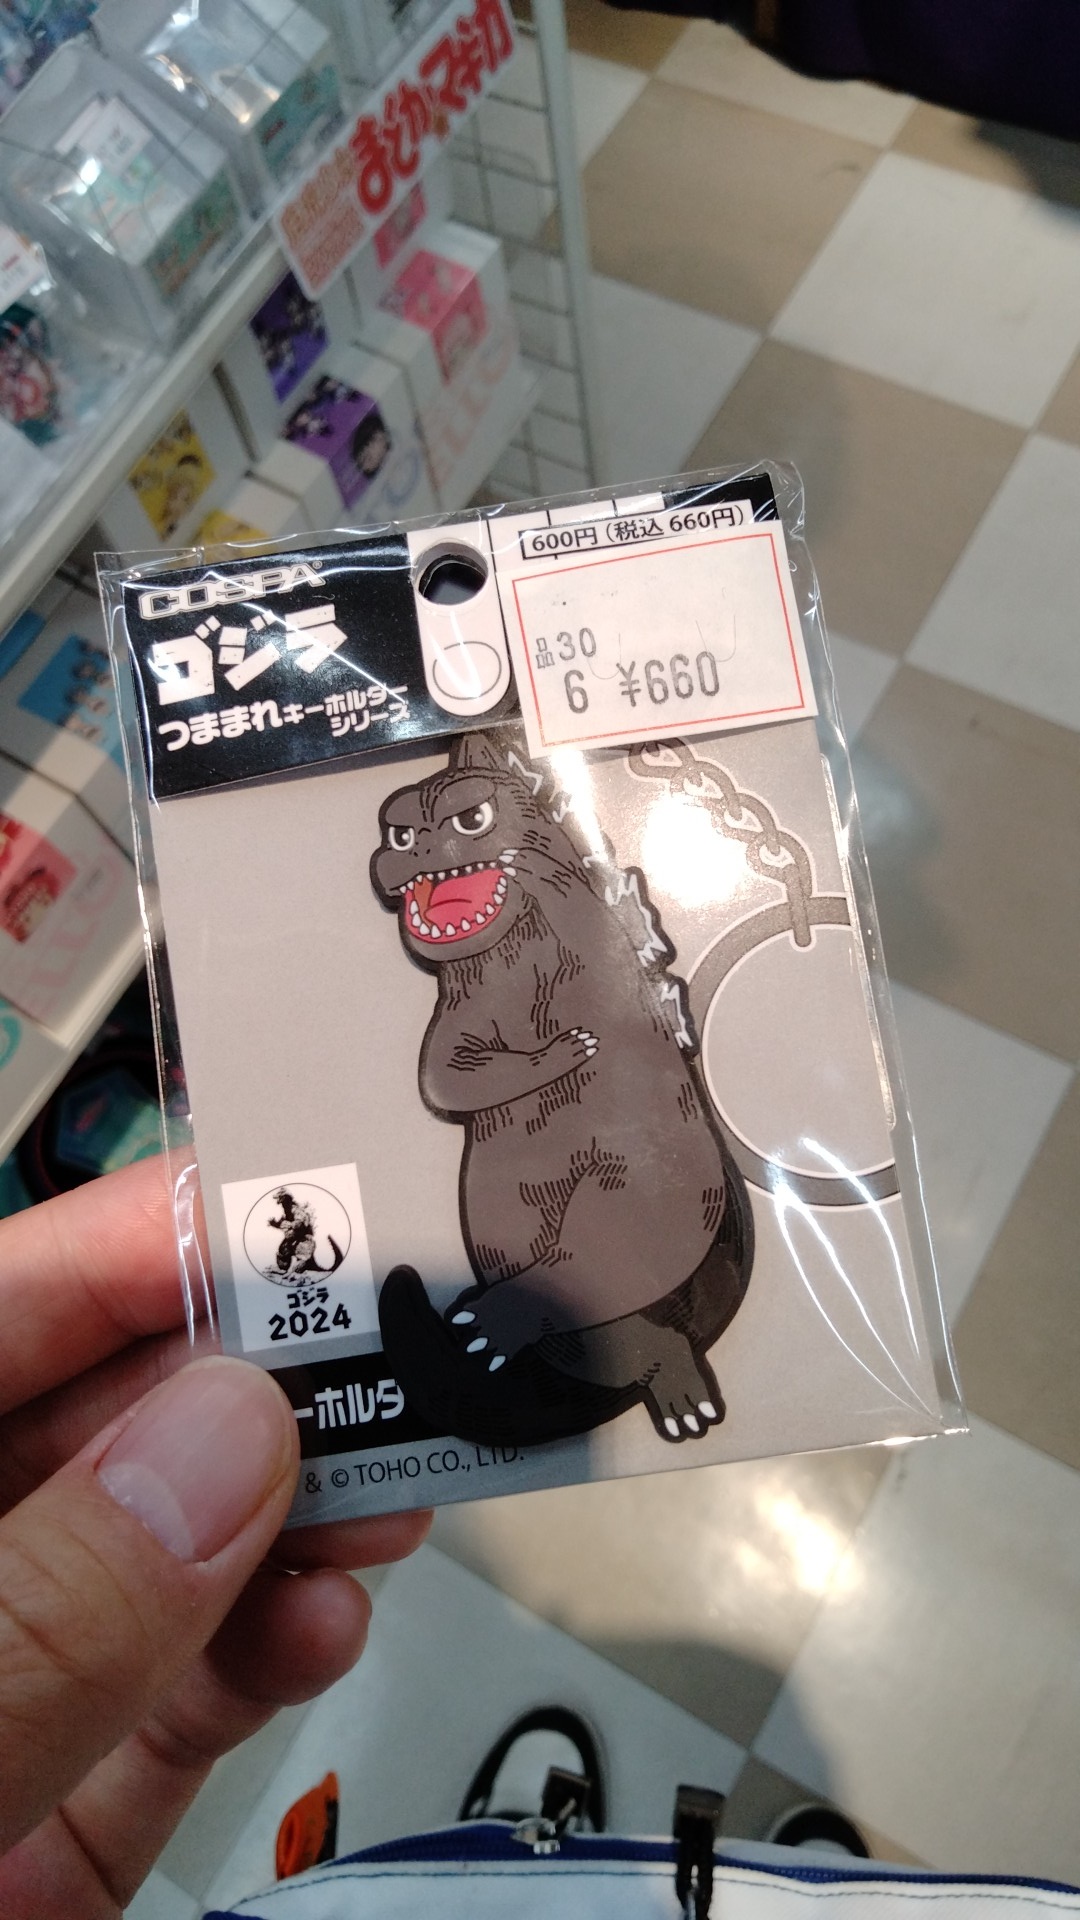 まどか☆マギカ
COSPA®
ゴジラ
つままれキーホルダー
シリーズ
600円(税込 660円)
品30
6 ¥660
ゴジラ
2024
ーホルダ
& © TOHO CO., LTD.